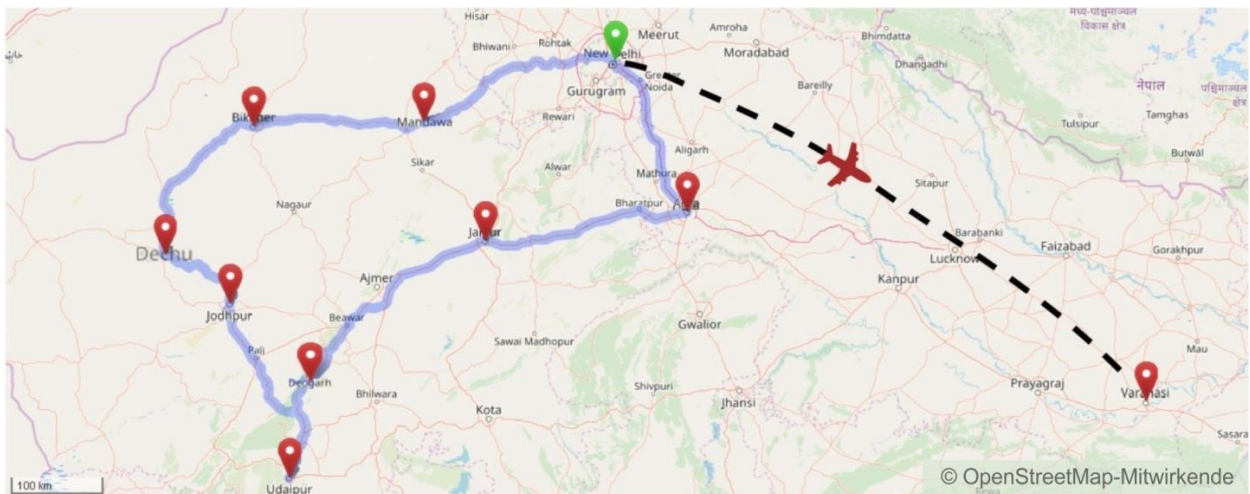 Hisar
Meerut
Amroha
मध्य-पश्चिमाञ्चल
विकास क्षेत्र
Bhiwani
Rohtak
Moradabad
Bhimdatta
New Delhi
Dhangadhi
Gurugram
Greater
Noida
Bareilly
नेपाल
Bikaner
Mandawa
Rewari
Tulsipur
Tamghas
Aligarh
Butwal
Sikar
Alwar
Mathura
Sitapur
Nagaur
Jaipur
Bharatpur
Agra
Barabanki
Dechu
Lucknow
Faizabad
Gorakhpur
Ajmer
Kanpur
Jodhpur
Beawar
Gwalior
Pali
Sawai Madhopur
Mau
Deogarh
Bhilwara
Shivpuri
Prayagraj
Varanasi
Kota
Jhansi
Sasara
Udaipur
100 km
© OpenStreetMap-Mitwirkende